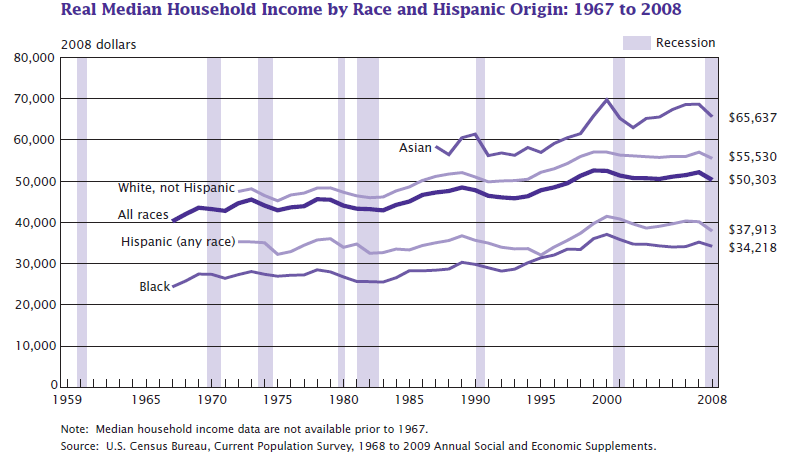 Real Median Household Income by Race and Hispanic Origin: 1967 to 2008
2008 dollars
Recession
80,000
70,000
60,000
50,000
40,000
30,000
20,000
10,000
0
Asian
White, not Hispanic
All races
Hispanic (any race)
Black
$65,637
$55,530
$50,303
$37,913
$34,218
1959 1965 1970 1975 1980 1985 1990 1995 2000 2008
Note: Median household income data are not available prior to 1967.
Source: U.S. Census Bureau, Current Population Survey, 1968 to 2009 Annual Social and Economic Supplements.